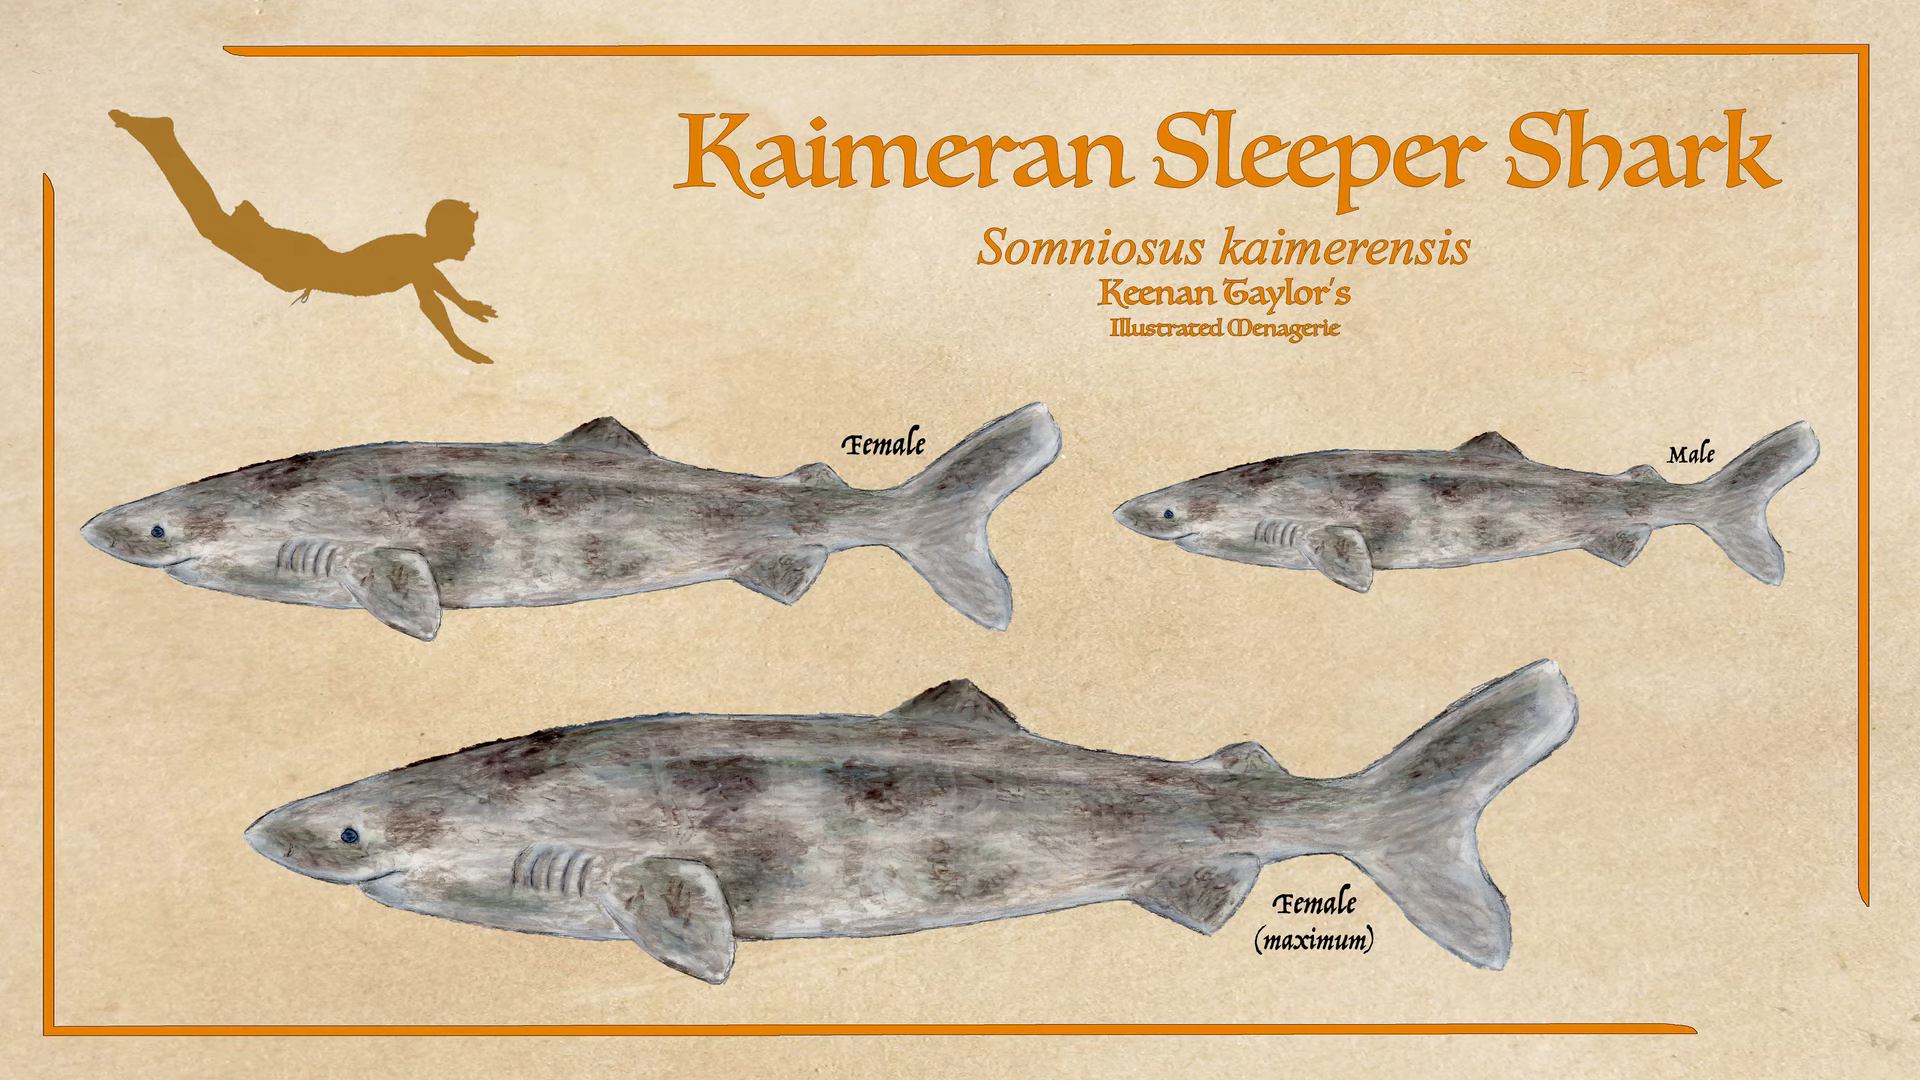 Kaimeran Sleeper Shark
Somniosus kaimerensis
Keenan Taylor's
Illustrated Menagerie
Female
Male
Female
(maximum)